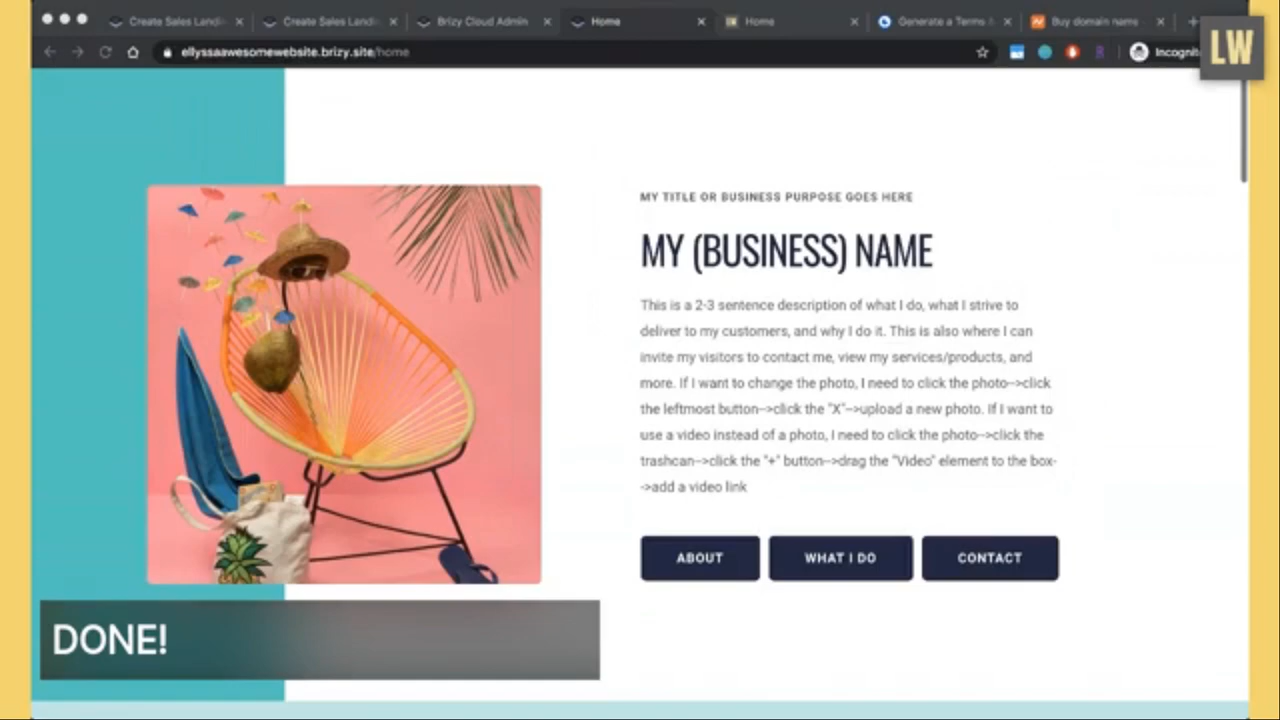 Create Sales Landi
Create Sales Landi
Brizy Cloud Admin
Home
Home
Generate a Terms
Buy domain name
LW
ellyssaawesomewebsite.brizy.site/home
Incognit
MY TITLE OR BUSINESS PURPOSE GOES HERE
MY (BUSINESS) NAME
This is a 2-3 sentence description of what I do, what I strive to
deliver to my customers, and why I do it. This is also where I can
invite my visitors to contact me, view my services/products, and
more. If I want to change the photo, I need to click the photo-->click
the leftmost button-->click the "X"-->upload a new photo. If I want to
use a video instead of a photo, I need to click the photo-->click the
trashcan-->click the "+" button-->drag the "Video" element to the box-
->add a video link
ABOUT
WHAT I DO
CONTACT
DONE!